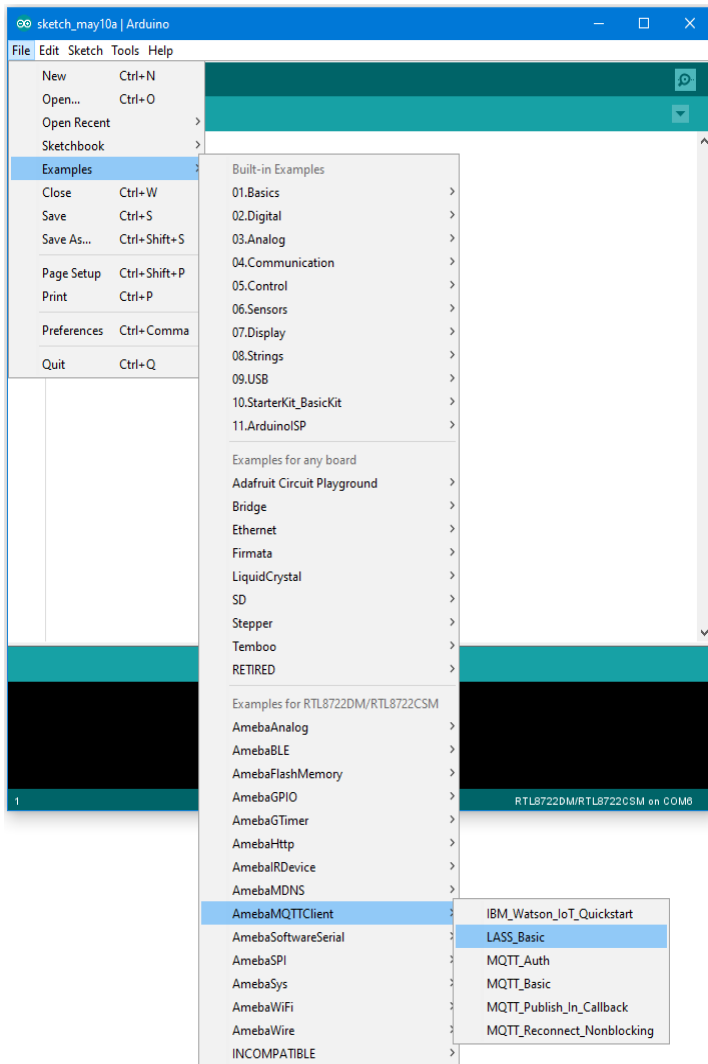 sketch_may10a | Arduino
File Edit Sketch Tools Help
New Ctrl+N
Open... Ctrl+O
Open Recent
Sketchbook
Examples
Close Ctrl+W
Save Ctrl+S
Save As... Ctrl+Shift+S
Page Setup Ctrl+Shift+P
Print Ctrl+P
Preferences Ctrl+Comma
Quit Ctrl+Q
Built-in Examples
01.Basics
02.Digital
03.Analog
04.Communication
05.Control
06.Sensors
07.Display
08.Strings
09.USB
10.StarterKit_BasicKit
11.ArduinoISP
Examples for any board
Adafruit Circuit Playground
Bridge
Ethernet
Firmata
LiquidCrystal
SD
Stepper
Temboo
RETIRED
Examples for RTL8722DM/RTL8722CSM
AmebaAnalog
AmebaBLE
AmebaFlashMemory
AmebaGPIO
AmebaGTimer
AmebaHttp
AmebaIRDevice
AmebaMDNS
AmebaMQTTClient
AmebaSoftwareSerial
AmebaSPI
AmebaSys
AmebaWiFi
AmebaWire
INCOMPATIBLE
IBM_Watson_IoT_Quickstart
LASS_Basic
MQTT_Auth
MQTT_Basic
MQTT_Publish_In_Callback
MQTT_Reconnect_Nonblocking
1
RTL8722DM/RTL8722CSM on COM6